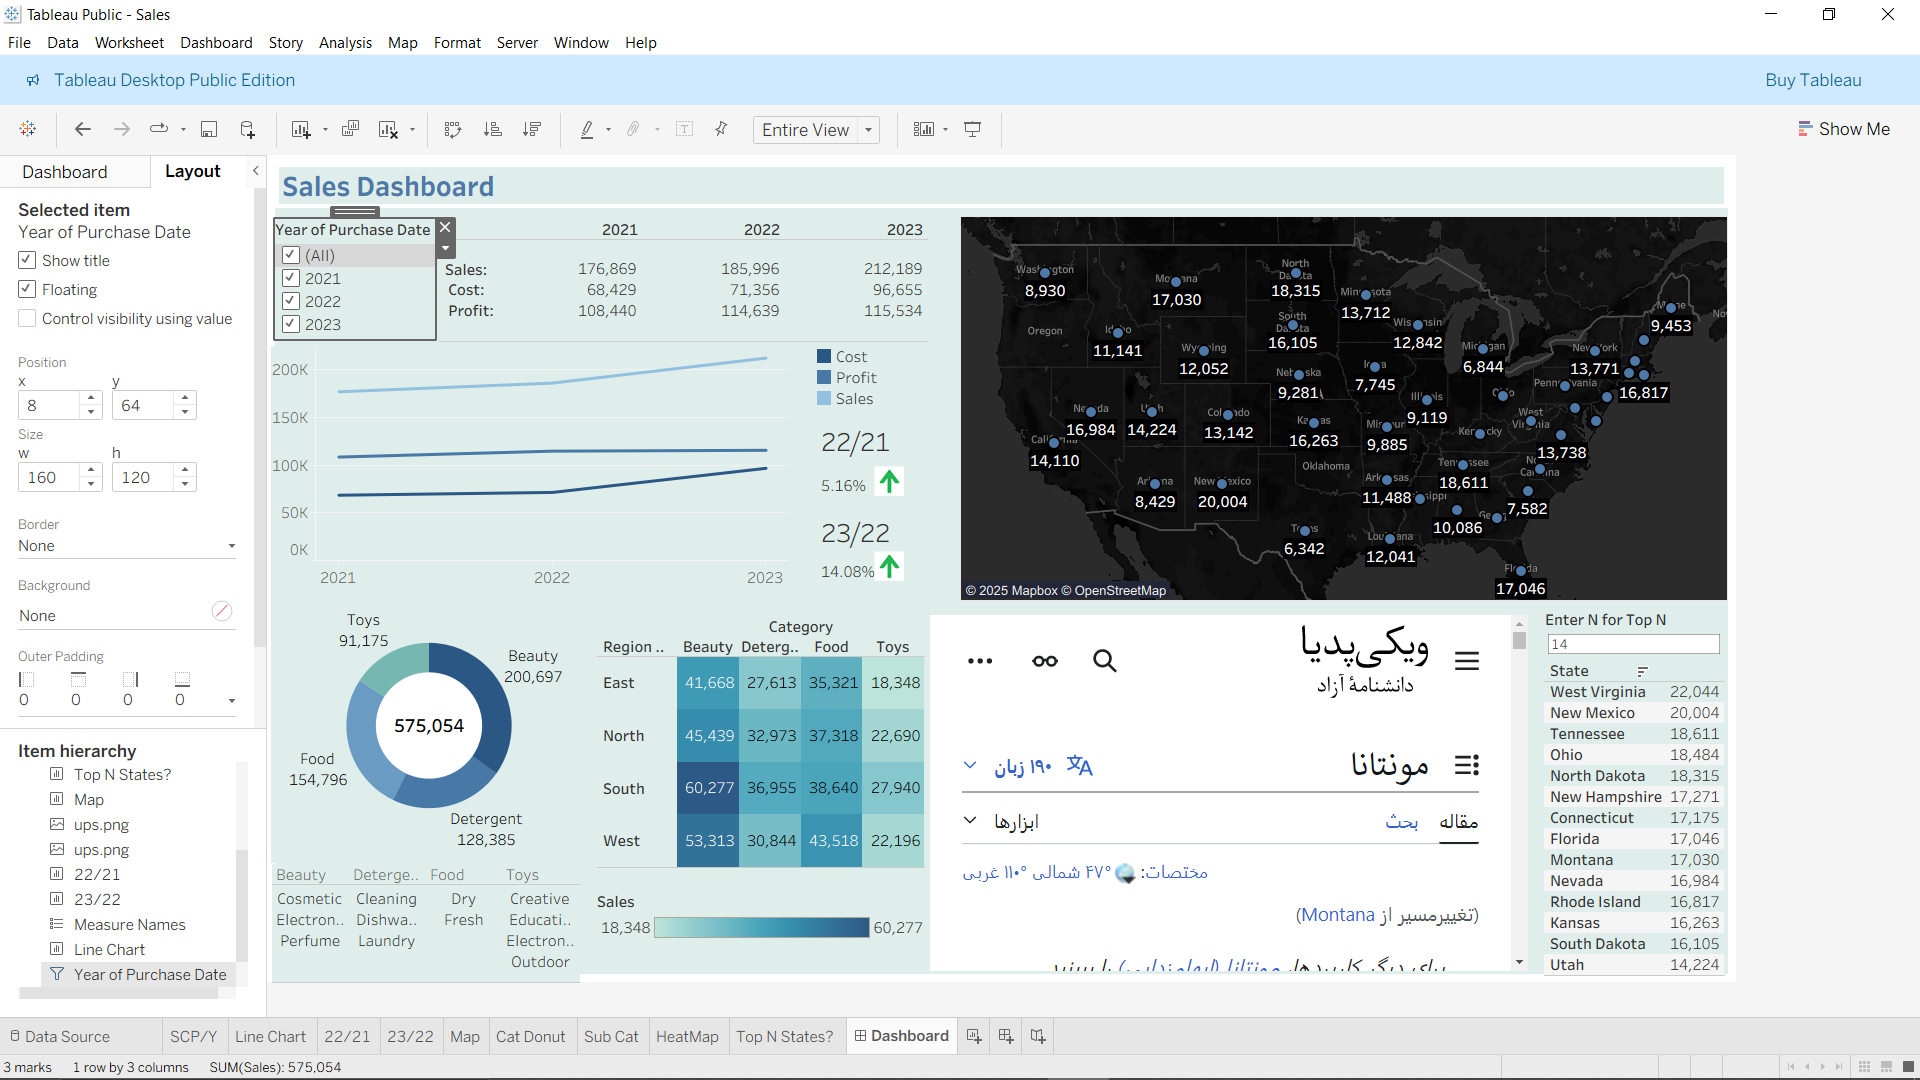 Tableau Public - Sales
File Data Worksheet Dashboard Story Analysis Map Format Server Window Help
Tableau Desktop Public Edition
Buy Tableau
Entire View
Show Me
Dashboard
Layout
Selected item
Year of Purchase Date
Show title
Floating
Control visibility using value
Position
x y
8 64
Size
w h
160 120
Border
None
Background
None
Outer Padding
0 0 0 0
Item hierarchy
Top N States?
Map
ups.png
ups.png
22/21
23/22
Measure Names
Line Chart
Year of Purchase Date
Sales Dashboard
Year of Purchase Date
(All)
2021
2022
2023
2021 2022 2023
Sales: 176,869 185,996 212,189
Cost: 68,429 71,356 96,655
Profit: 108,440 114,639 115,534
200K
150K
100K
50K
0K
2021 2022 2023
Cost
Profit
Sales
22/21
5.16%
23/22
14.08%
Washington
8,930
Montana
17,030
North Dakota
18,315
Minnesota
13,712
Maine
9,453
Oregon
Idaho
11,141
Wyoming
12,052
South Dakota
16,105
Wisconsin
12,842
Michigan
6,844
New York
13,771
Nebraska
9,281
Iowa
7,745
Pennsylvania
16,817
Nevada
16,984
Utah
14,224
Colorado
13,142
Kansas
16,263
Illinois
9,119
Missouri
9,885
Ohio
West Virginia
Kentucky
13,738
California
14,110
Oklahoma
Tennessee
18,611
North Carolina
Arizona
8,429
New Mexico
20,004
Arkansas
11,488
7,582
10,086
Texas
6,342
Louisiana
12,041
Florida
17,046
© 2025 Mapbox © OpenStreetMap
Toys
91,175
Beauty
200,697
575,054
Food
154,796
Detergent
128,385
Category
Region .. Beauty Deterg.. Food Toys
East 41,668 27,613 35,321 18,348
North 45,439 32,973 37,318 22,690
South 60,277 36,955 38,640 27,940
West 53,313 30,844 43,518 22,196
Beauty Deterge.. Food Toys
Cosmetic Cleaning Dry Creative
Electron.. Dishwa.. Fresh Educati..
Perfume Laundry Electron..
Outdoor
Sales
18,348 60,277
ویکی‌پدیا
دانشنامهٔ آزاد
مونتانا
۱۹۰ زبان
مقاله بحث ابزارها
مختصات: ۴۷° شمالی ۱۱۰° غربی
(تغییرمسیر از Montana)
Enter N for Top N
14
State
West Virginia 22,044
New Mexico 20,004
Tennessee 18,611
Ohio 18,484
North Dakota 18,315
New Hampshire 17,271
Connecticut 17,175
Florida 17,046
Montana 17,030
Nevada 16,984
Rhode Island 16,817
Kansas 16,263
South Dakota 16,105
Utah 14,224
Data Source SCP/Y Line Chart 22/21 23/22 Map Cat Donut Sub Cat HeatMap Top N States? Dashboard
3 marks 1 row by 3 columns SUM(Sales): 575,054